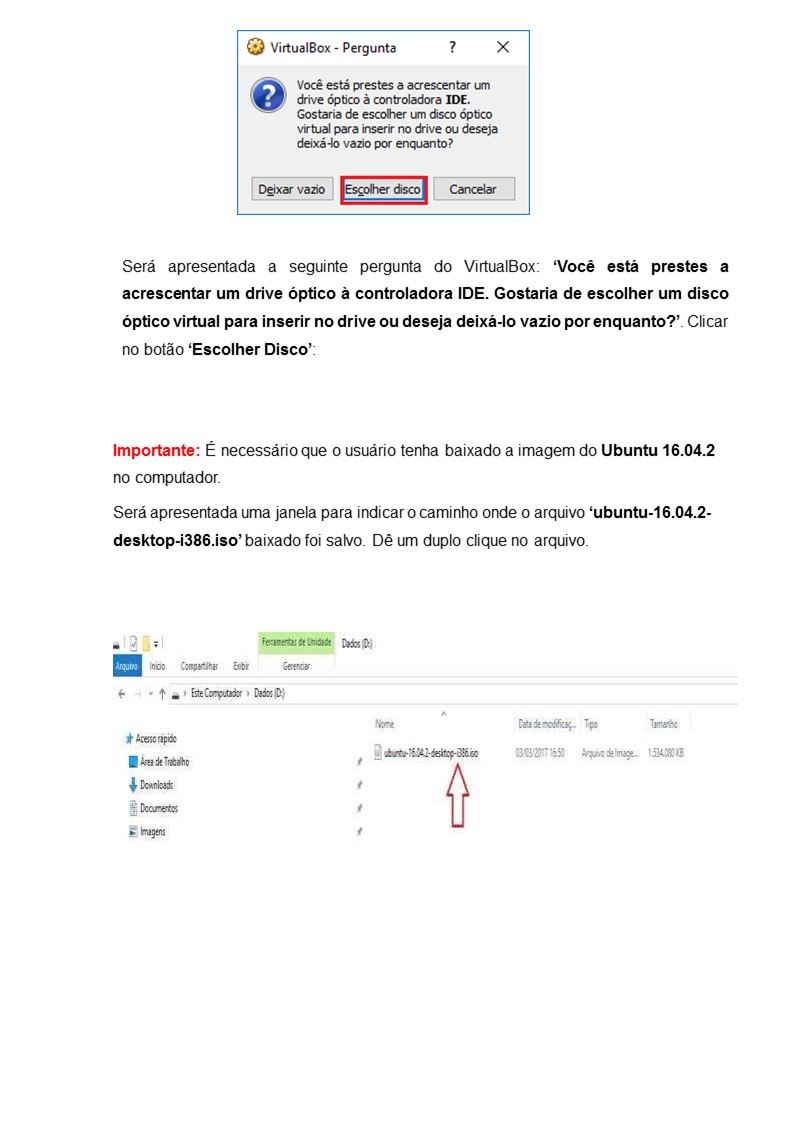 VirtualBox - Pergunta ? ×
Você está prestes a acrescentar um
drive óptico à controladora IDE.
Gostaria de escolher um disco óptico
virtual para inserir no drive ou deseja
deixá-lo vazio por enquanto?
Deixar vazio Escolher disco Cancelar
Será apresentada a seguinte pergunta do VirtualBox: ‘Você está prestes a
acrescentar um drive óptico à controladora IDE. Gostaria de escolher um disco
óptico virtual para inserir no drive ou deseja deixá-lo vazio por enquanto?’. Clicar
no botão ‘Escolher Disco’:
Importante: É necessário que o usuário tenha baixado a imagem do Ubuntu 16.04.2
no computador.
Será apresentada uma janela para indicar o caminho onde o arquivo ‘ubuntu-16.04.2-
desktop-i386.iso’ baixado foi salvo. Dê um duplo clique no arquivo.
Ferramentas de Unidade Dados (D:)
Arquivo Início Compartilhar Exibir Gerenciar
Este Computador › Dados (D:)
Nome Data de modificaç... Tipo Tamanho
Acesso rápido
ubuntu-16.04.2-desktop-i386.iso 03/03/2017 16:50 Arquivo de Image... 1.534.080 KB
Área de Trabalho
Downloads
Documentos
Imagens